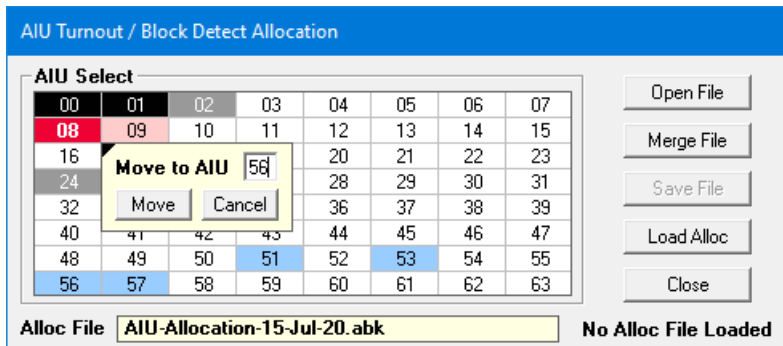 AIU Turnout / Block Detect Allocation
AIU Select
00 01 02 03 04 05 06 07
08 09 10 11 12 13 14 15
16 20 21 22 23
24 28 29 30 31
32 36 37 38 39
40 41 42 43 44 45 46 47
48 49 50 51 52 53 54 55
56 57 58 59 60 61 62 63
Move to AIU 56
Move Cancel
Open File
Merge File
Save File
Load Alloc
Close
Alloc File AIU-Allocation-15-Jul-20.abk No Alloc File Loaded